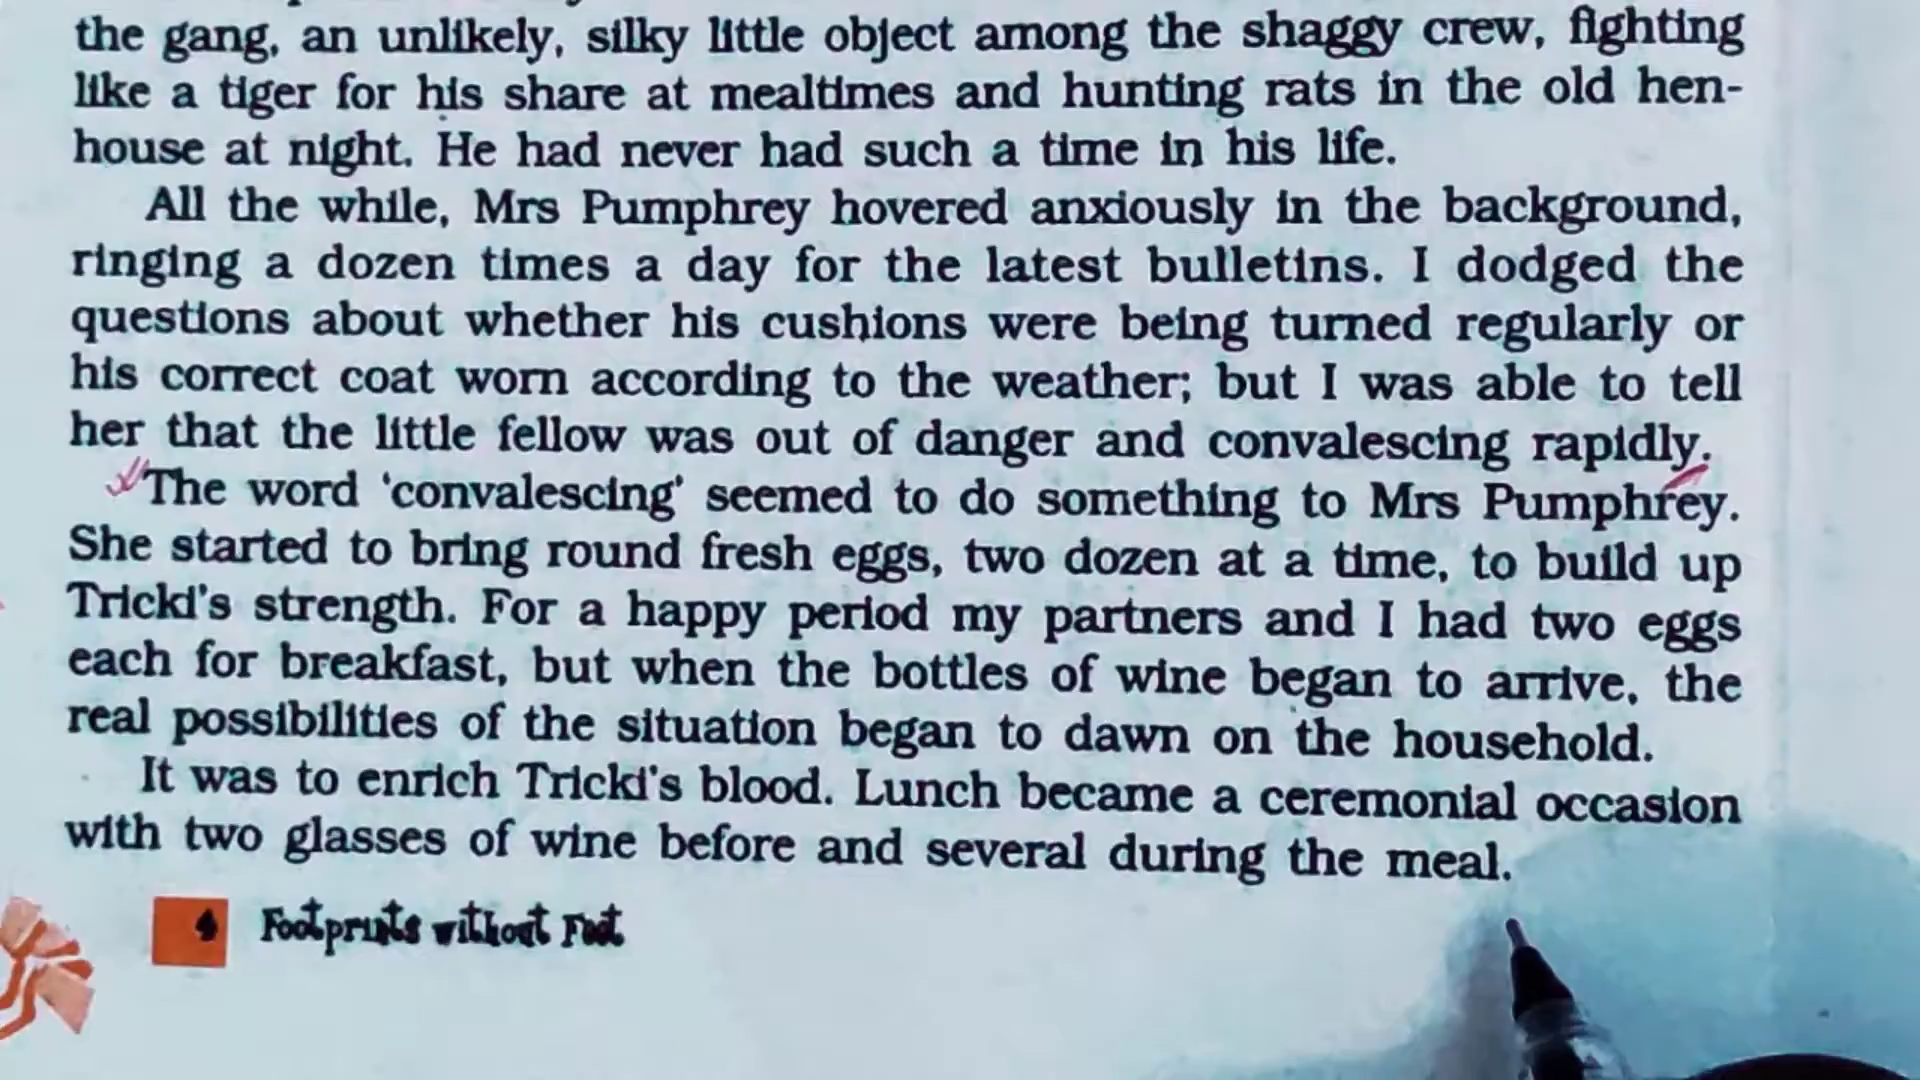 the gang, an unlikely, silky little object among the shaggy crew, fighting
like a tiger for his share at mealtimes and hunting rats in the old hen-
house at night. He had never had such a time in his life.
All the while, Mrs Pumphrey hovered anxiously in the background,
ringing a dozen times a day for the latest bulletins. I dodged the
questions about whether his cushions were being turned regularly or
his correct coat worn according to the weather; but I was able to tell
her that the little fellow was out of danger and convalescing rapidly.
The word 'convalescing' seemed to do something to Mrs Pumphrey.
She started to bring round fresh eggs, two dozen at a time, to build up
Tricki's strength. For a happy period my partners and I had two eggs
each for breakfast, but when the bottles of wine began to arrive, the
real possibilities of the situation began to dawn on the household.
It was to enrich Tricki's blood. Lunch became a ceremonial occasion
with two glasses of wine before and several during the meal.
4 Footprints without Feet